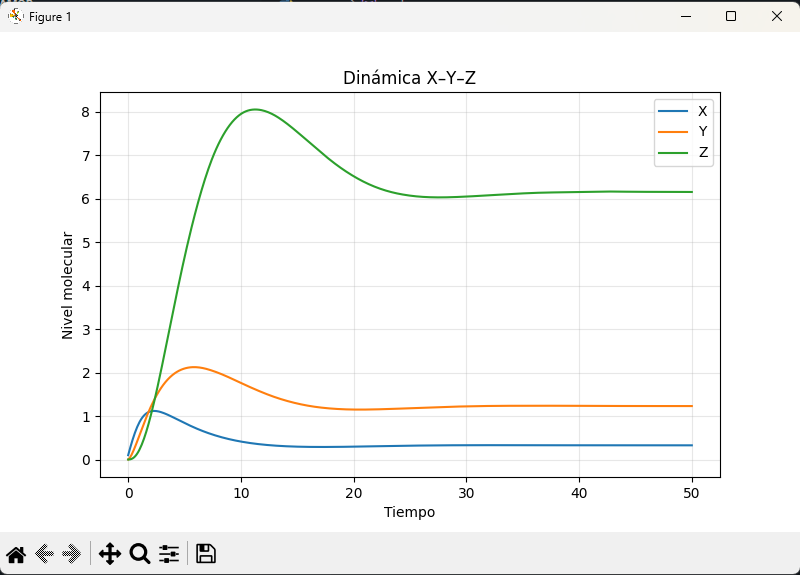 Figure 1
Dinámica X–Y–Z
X
Y
Z
Nivel molecular
8
7
6
5
4
3
2
1
0
0 10 20 30 40 50
Tiempo